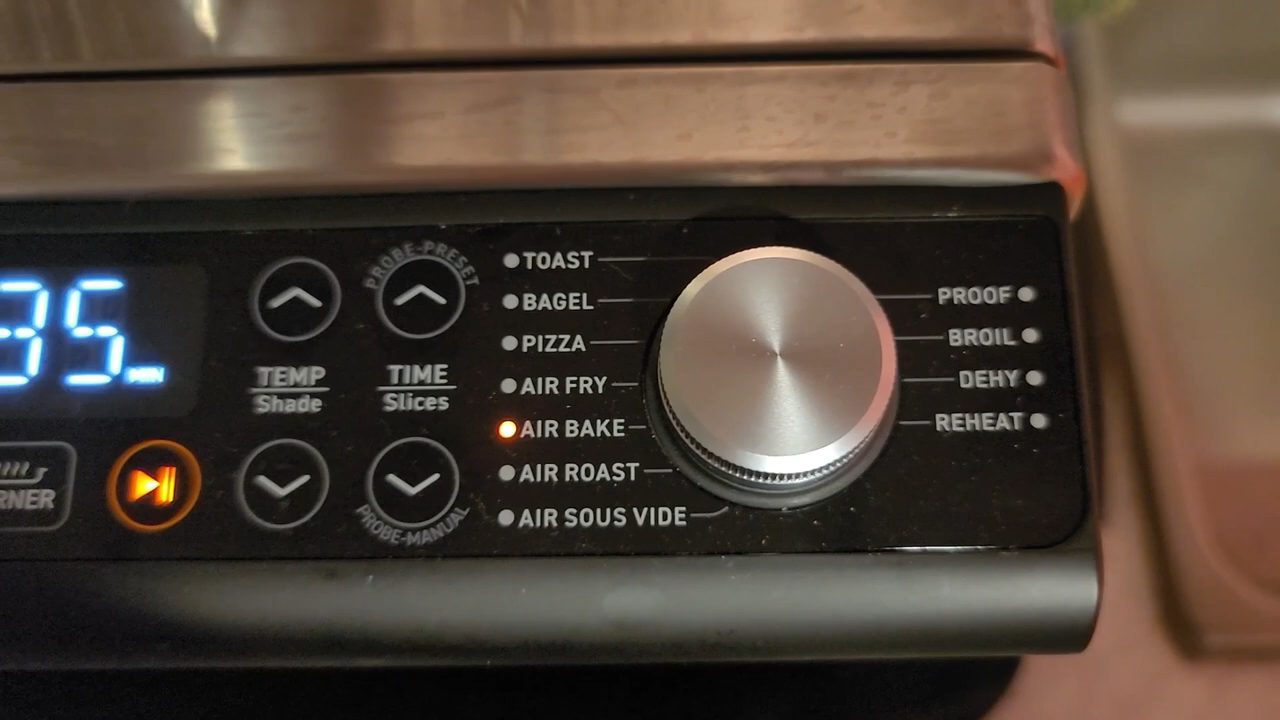 35 MIN
RNER
PROBE-PRESET
TEMP
Shade
TIME
Slices
PROBE-MANUAL
TOAST
BAGEL
PIZZA
AIR FRY
AIR BAKE
AIR ROAST
AIR SOUS VIDE
PROOF
BROIL
DEHY
REHEAT